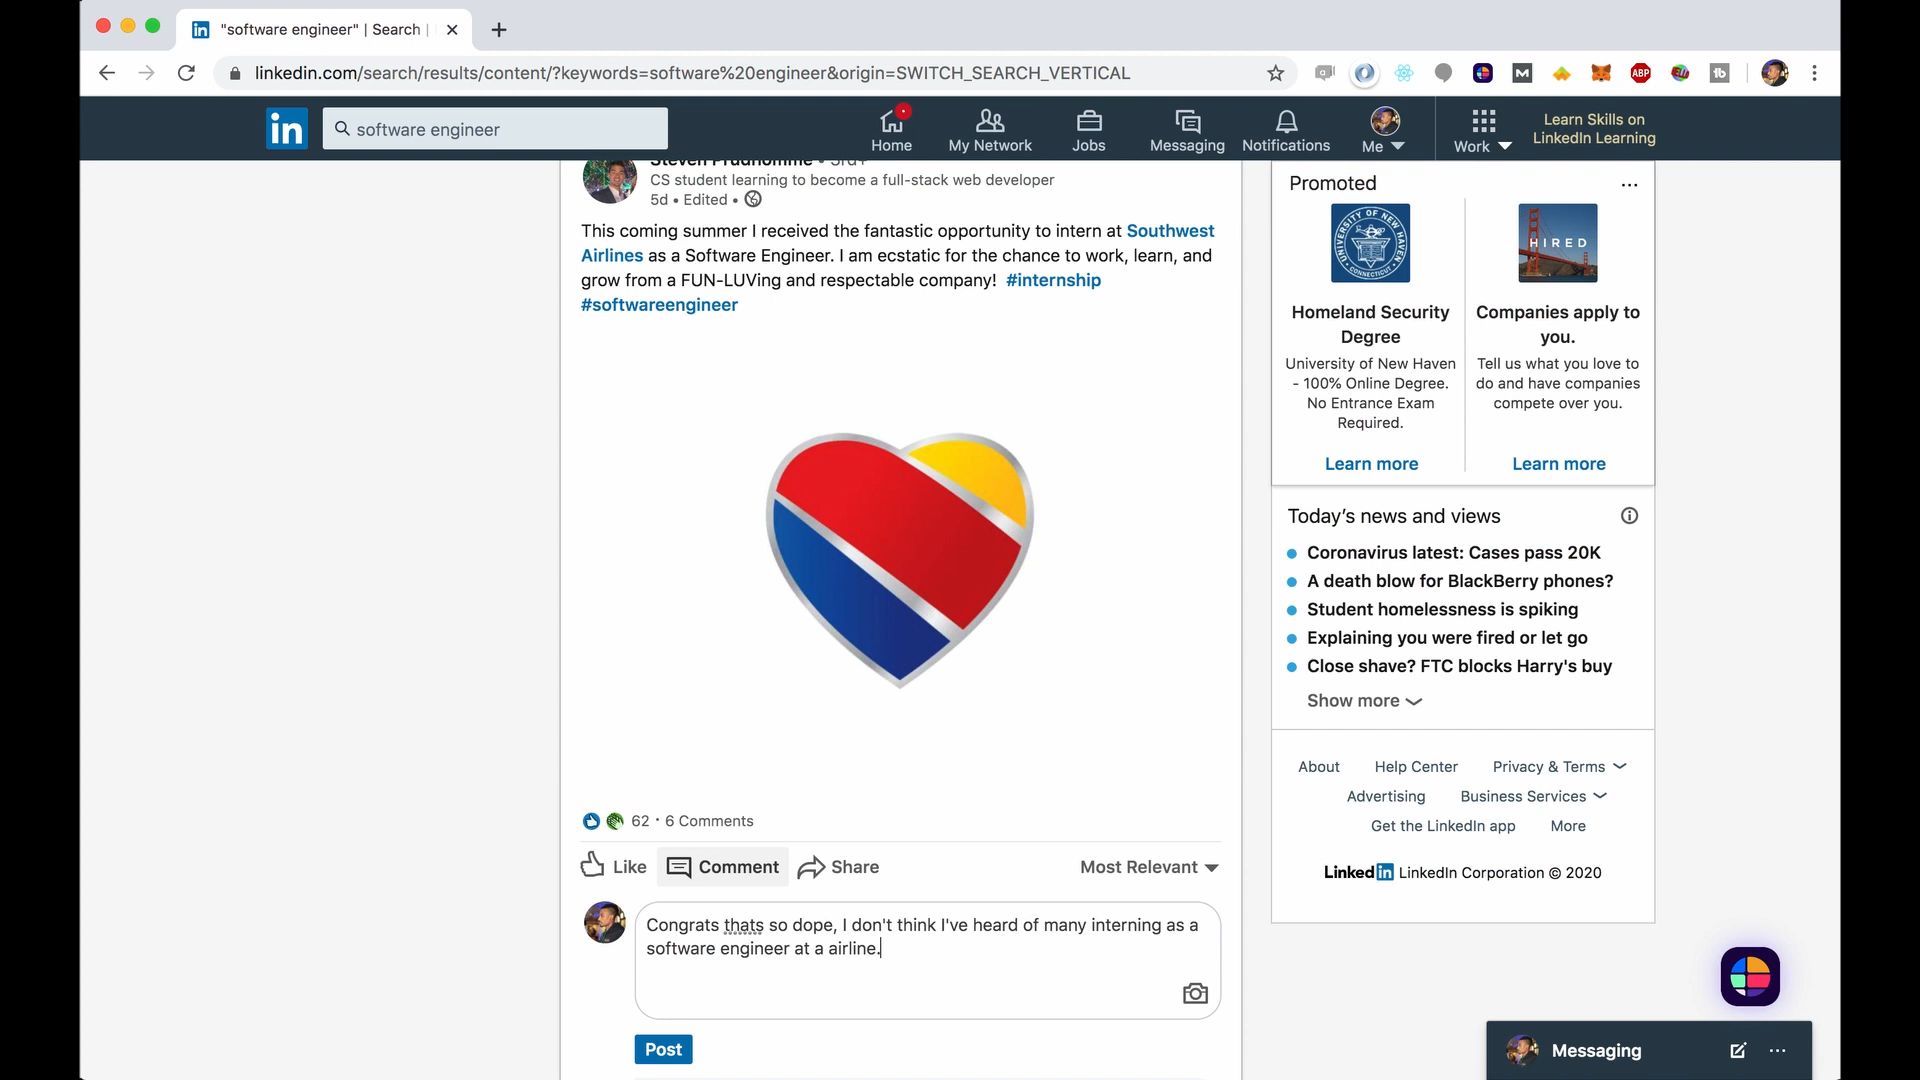 "software engineer" | Search |
linkedin.com/search/results/content/?keywords=software%20engineer&origin=SWITCH_SEARCH_VERTICAL
ABP
in
software engineer
Home
My Network
Jobs
Messaging
Notifications
Me
Work
Learn Skills on
LinkedIn Learning
Steven Prudhomme • 3rd+
CS student learning to become a full-stack web developer
5d • Edited •
This coming summer I received the fantastic opportunity to intern at Southwest
Airlines as a Software Engineer. I am ecstatic for the chance to work, learn, and
grow from a FUN-LUVing and respectable company! #internship
#softwareengineer
62 · 6 Comments
Like
Comment
Share
Most Relevant
Congrats thats so dope, I don't think I've heard of many interning as a
software engineer at a airline.
Post
Promoted
UNIVERSITY OF NEW HAVEN
CONNECTICUT
Homeland Security
Degree
University of New Haven
- 100% Online Degree.
No Entrance Exam
Required.
Learn more
HIRED
Companies apply to
you.
Tell us what you love to
do and have companies
compete over you.
Learn more
Today's news and views
Coronavirus latest: Cases pass 20K
A death blow for BlackBerry phones?
Student homelessness is spiking
Explaining you were fired or let go
Close shave? FTC blocks Harry's buy
Show more
About
Help Center
Privacy & Terms
Advertising
Business Services
Get the LinkedIn app
More
LinkedIn LinkedIn Corporation © 2020
Messaging